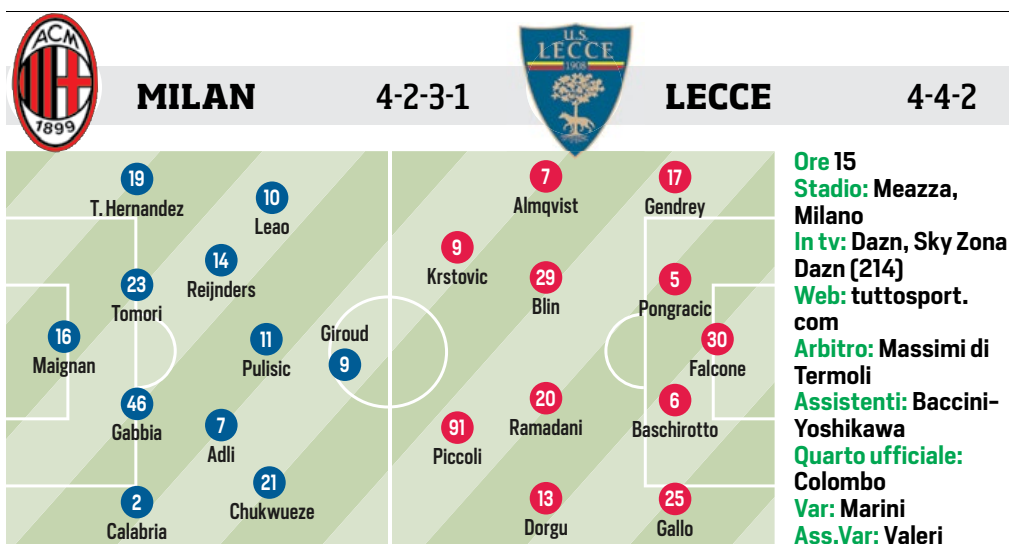 ACM
1899
MILAN 4-2-3-1
U.S.
LECCE
1908
LECCE 4-4-2
16
Maignan
19
T. Hernandez
23
Tomori
46
Gabbia
2
Calabria
14
Reijnders
7
Adli
10
Leao
11
Pulisic
21
Chukwueze
Giroud
9
9
Krstovic
91
Piccoli
7
Almqvist
29
Blin
20
Ramadani
13
Dorgu
17
Gendrey
5
Pongracic
6
Baschirotto
25
Gallo
30
Falcone
Ore 15
Stadio: Meazza,
Milano
In tv: Dazn, Sky Zona
Dazn (214)
Web: tuttosport.
com
Arbitro: Massimi di
Termoli
Assistenti: Baccini-
Yoshikawa
Quarto ufficiale:
Colombo
Var: Marini
Ass.Var: Valeri